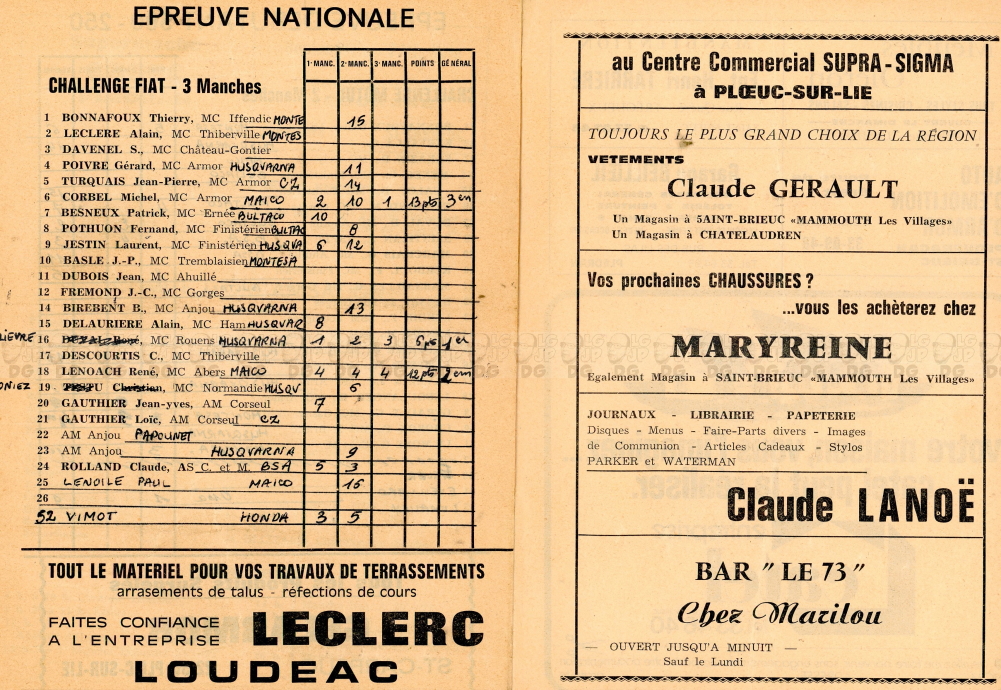 EPREUVE NATIONALE
CHALLENGE FIAT - 3 Manches
1e MANC. 2e MANC. 3e MANC. POINTS GÉNÉRAL
1 BONNAFOUX Thierry, MC Iffendic MONTE 15
2 LECLERE Alain, MC Thiberville MONTES
3 DAVENEL S., MC Château-Gontier
4 POIVRE Gérard, MC Armor HUSQVARNA 11
5 TURQUAIS Jean-Pierre, MC Armor CZ 14
6 CORBEL Michel, MC Armor MAICO 2 10 1 13 pts 3 em
7 BESNEUX Patrick, MC Ernée BULTACO 10
8 POTHUON Fernand, MC Finistérien BULTAC 8
9 JESTIN Laurent, MC Finistérien HUSQVA 6 12
10 BASLE J.-P., MC Tremblaisien MONTESA
11 DUBOIS Jean, MC Ahuillé
12 FREMOND J.-C., MC Gorges
14 BIREBENT B., MC Anjou HUSQVARNA 13
15 DELAURIERE Alain, MC Ham HUSQVAR 8
LIEVRE 16 MC Rouens HUSQVARNA 1 2 3 6 pts 1 er
17 DESCOURTIS C., MC Thiberville
18 LENOACH René, MC Abers MAICO 4 4 4 12 pts 2 em
ONIEZ 19 TESTU Christian, MC Normandie HUSQV 6
20 GAUTHIER Jean-yves, AM Corseul 7
21 GAUTHIER Loïc, AM Corseul CZ
22 AM Anjou PAPOUNET
23 AM Anjou HUSQVARNA 9
24 ROLLAND Claude, AS C. et M. BSA 5 3
25 LENOILE PAUL MAICO 16
26
52 VIMOT HONDA 3 5
TOUT LE MATERIEL POUR VOS TRAVAUX DE TERRASSEMENTS
arrasements de talus - réfections de cours
FAITES CONFIANCE
A L'ENTREPRISE LECLERC
LOUDEAC
au Centre Commercial SUPRA-SIGMA
à PLŒUC-SUR-LIE
TOUJOURS LE PLUS GRAND CHOIX DE LA RÉGION
VETEMENTS
Claude GERAULT
Un Magasin à SAINT-BRIEUC «MAMMOUTH Les Villages»
Un Magasin à CHATELAUDREN
Vos prochaines CHAUSSURES ?
...vous les achèterez chez
MARYREINE
Egalement Magasin à SAINT-BRIEUC «MAMMOUTH Les Villages»
JOURNAUX - LIBRAIRIE - PAPETERIE
Disques - Menus - Faire-Parts divers - Images
de Communion - Articles Cadeaux - Stylos
PARKER et WATERMAN
Claude LANOË
BAR "LE 73"
Chez Marilou
— OUVERT JUSQU'A MINUIT —
Sauf le Lundi